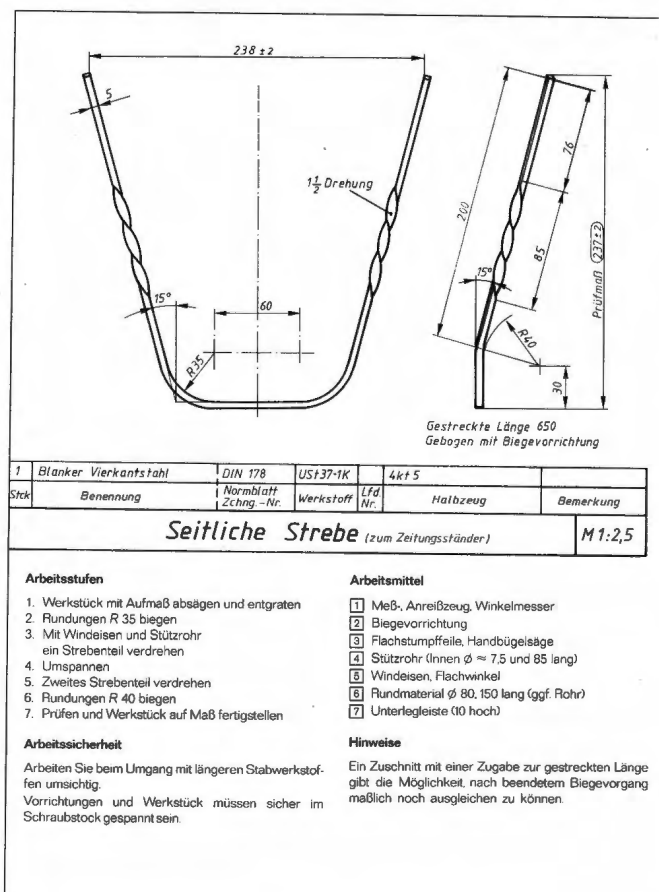 238 ± 2
5
1 1/2 Drehung
15°
60
R35
200
76
85
15°
R40
30
Prüfmaß 237±2
Gestreckte Länge 650
Gebogen mit Biegevorrichtung
1 Blanker Vierkantstahl DIN 178 USt37-1K 4kt 5
Stck Benennung Normblatt Zchng.-Nr. Werkstoff Lfd. Nr. Halbzeug Bemerkung
Seitliche Strebe (zum Zeitungsständer) M 1:2,5
Arbeitsstufen
1. Werkstück mit Aufmaß absägen und entgraten
2. Rundungen R 35 biegen
3. Mit Windeisen und Stützrohr
ein Strebenteil verdrehen
4. Umspannen
5. Zweites Strebenteil verdrehen
6. Rundungen R 40 biegen
7. Prüfen und Werkstück auf Maß fertigstellen
Arbeitssicherheit
Arbeiten Sie beim Umgang mit längeren Stabwerkstof-
fen umsichtig.
Vorrichtungen und Werkstück müssen sicher im
Schraubstock gespannt sein.
Arbeitsmittel
1 Meß-, Anreißzeug, Winkelmesser
2 Biegevorrichtung
3 Flachstumpffeile, Handbügelsäge
4 Stützrohr (Innen ⌀ ≈ 7,5 und 85 lang)
5 Windeisen, Flachwinkel
6 Rundmaterial ⌀ 80, 150 lang (ggf. Rohr)
7 Unterlegleiste (10 hoch)
Hinweise
Ein Zuschnitt mit einer Zugabe zur gestreckten Länge
gibt die Möglichkeit, nach beendetem Biegevorgang
maßlich noch ausgleichen zu können.